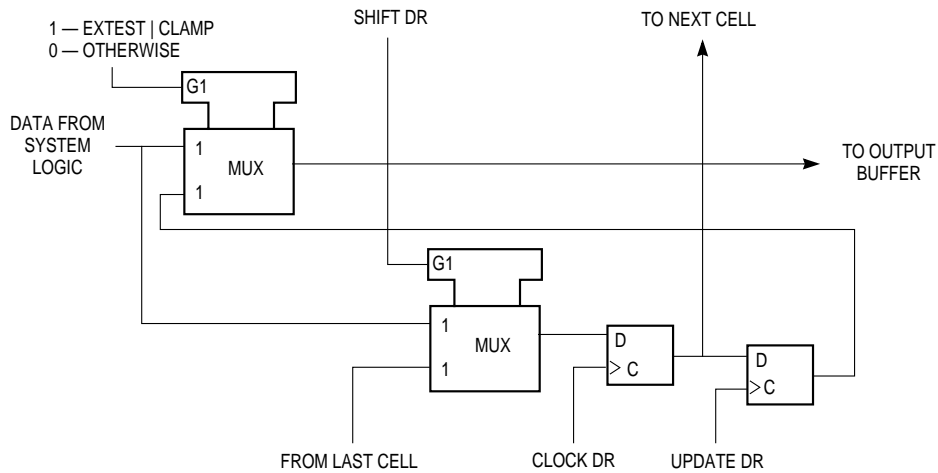 SHIFT DR
TO NEXT CELL
1 — EXTEST | CLAMP
0 — OTHERWISE
G1
DATA FROM
SYSTEM
LOGIC
1
MUX
1
TO OUTPUT
BUFFER
G1
1
MUX
1
D
C
D
C
FROM LAST CELL
CLOCK DR
UPDATE DR